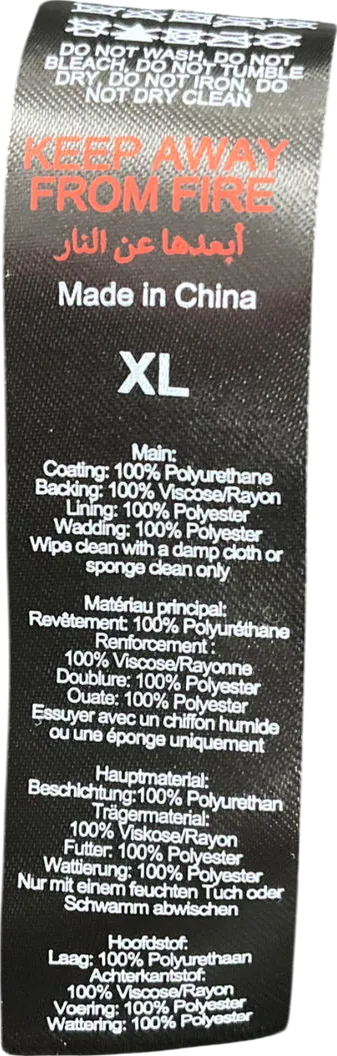 DO NOT WASH, DO NOT
BLEACH, DO NOT TUMBLE
DRY, DO NOT IRON, DO
NOT DRY CLEAN
KEEP AWAY
FROM FIRE
أبعدها عن النار
Made in China
XL
Main:
Coating: 100% Polyurethane
Backing: 100% Viscose/Rayon
Lining: 100% Polyester
Wadding: 100% Polyester
Wipe clean with a damp cloth or
sponge clean only
Matériau principal:
Revêtement: 100% Polyuréthane
Renforcement :
100% Viscose/Rayonne
Doublure: 100% Polyester
Ouate: 100% Polyester
Essuyer avec un chiffon humide
ou une éponge uniquement
Hauptmaterial:
Beschichtung:100% Polyurethan
Trägermaterial:
100% Viskose/Rayon
Futter: 100% Polyester
Wattierung: 100% Polyester
Nur mit einem feuchten Tuch oder
Schwamm abwischen
Hoofdstof:
Laag: 100% Polyurethaan
Achterkantstof:
100% Viscose/Rayon
Voering: 100% Polyester
Wattering: 100% Polyester